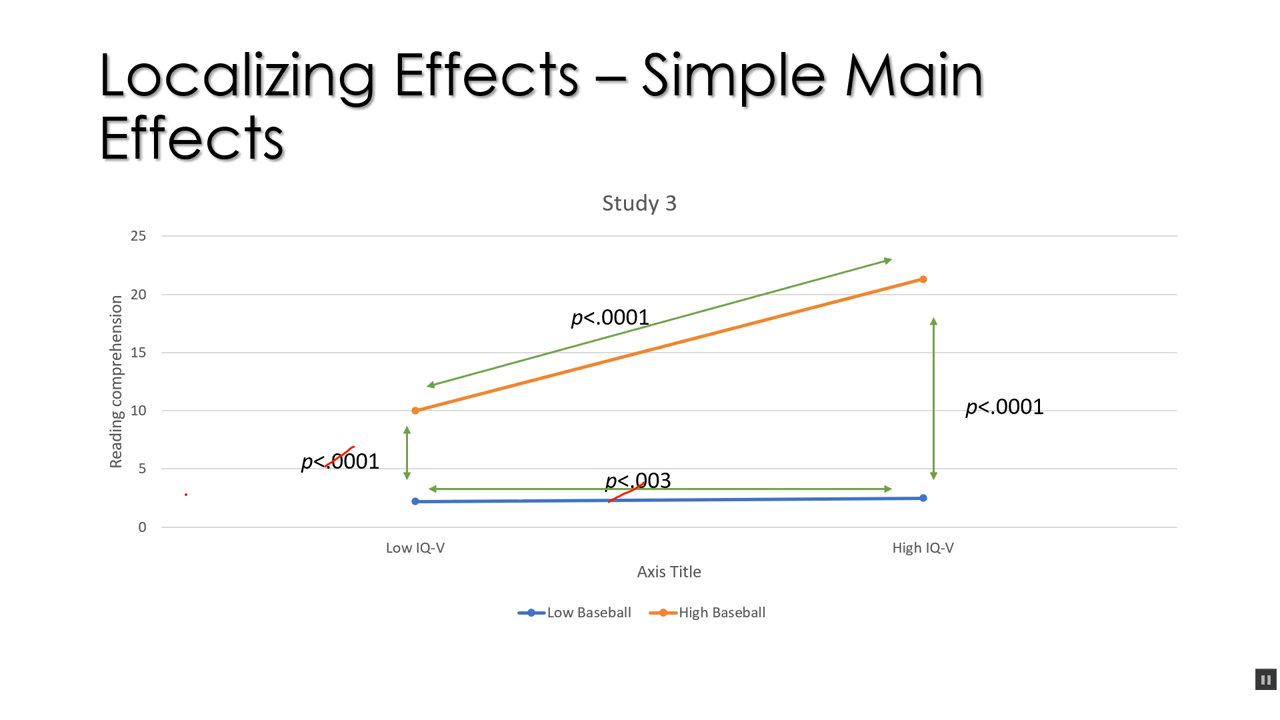 Localizing Effects – Simple Main
Effects
Study 3
Reading comprehension
25
20
15
10
5
0
p<.0001
p<.0001
p<.0001
p<.003
Low IQ-V
High IQ-V
Axis Title
Low Baseball
High Baseball